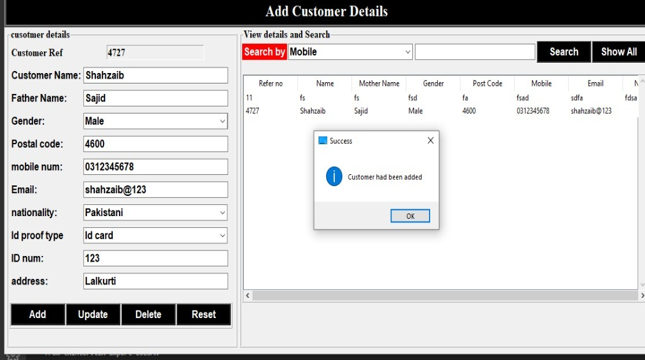 Add Customer Details
cusotmer details
Customer Ref 4727
Customer Name: Shahzaib
Father Name: Sajid
Gender: Male
Postal code: 4600
mobile num: 0312345678
Email: shahzaib@123
nationality: Pakistani
Id proof type Id card
ID num: 123
address: Lalkurti
Add Update Delete Reset
View details and Search
Search by Mobile Search Show All
Refer no Name Mother Name Gender Post Code Mobile Email N
11 fs fs fsd fa fsad sdfa fdsa
4727 Shahzaib Sajid Male 4600 0312345678 shahzaib@123
Success
Customer had been added
OK